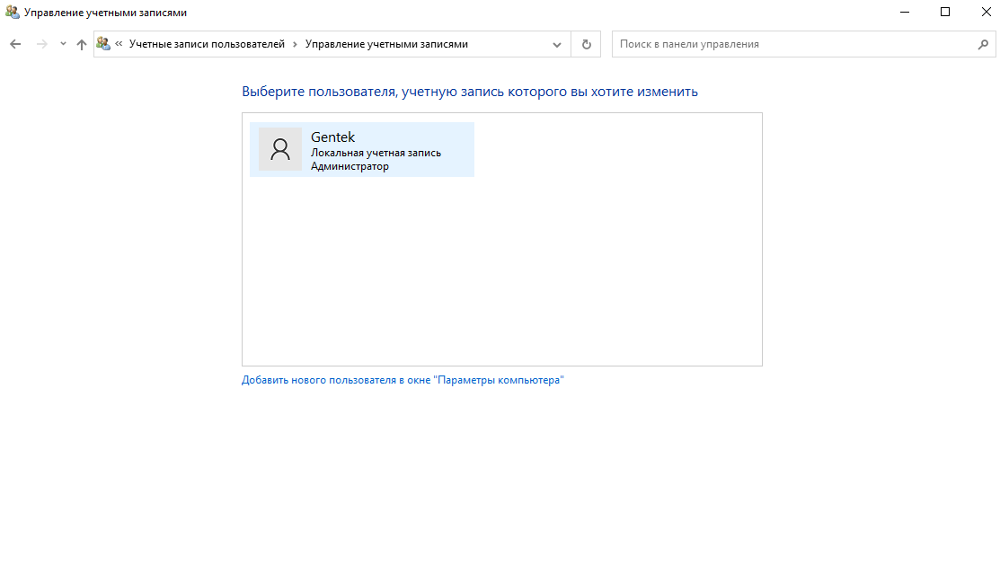 Управление учетными записями
« Учетные записи пользователей › Управление учетными записями
Поиск в панели управления
Выберите пользователя, учетную запись которого вы хотите изменить
Gentek
Локальная учетная запись
Администратор
Добавить нового пользователя в окне "Параметры компьютера"